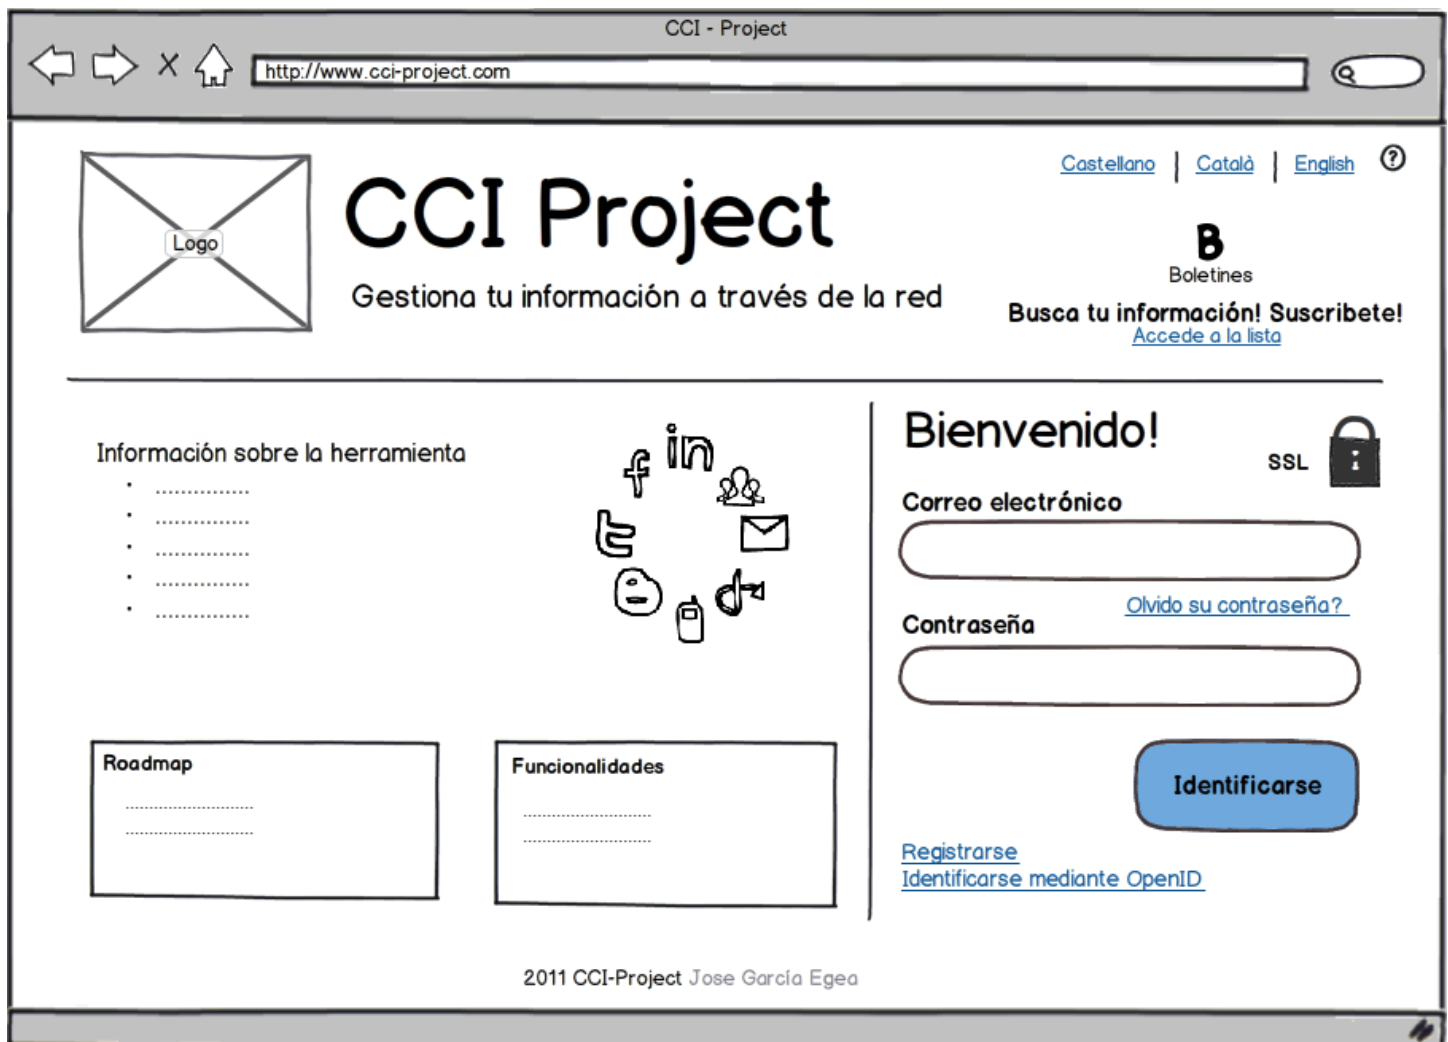 CCI - Project
http://www.cci-project.com
Castellano | Català | English ?
Logo
CCI Project
Gestiona tu información a través de la red
B
Boletines
Busca tu información! Suscribete!
Accede a la lista
Información sobre la herramienta
• ...............
• ...............
• ...............
• ...............
• ...............
f
in
t
Bienvenido!
SSL
Correo electrónico
Olvido su contraseña?
Contraseña
Identificarse
Registrarse
Identificarse mediante OpenID
Roadmap
..............................
..............................
Funcionalidades
..............................
..............................
2011 CCI-Project Jose García Egea